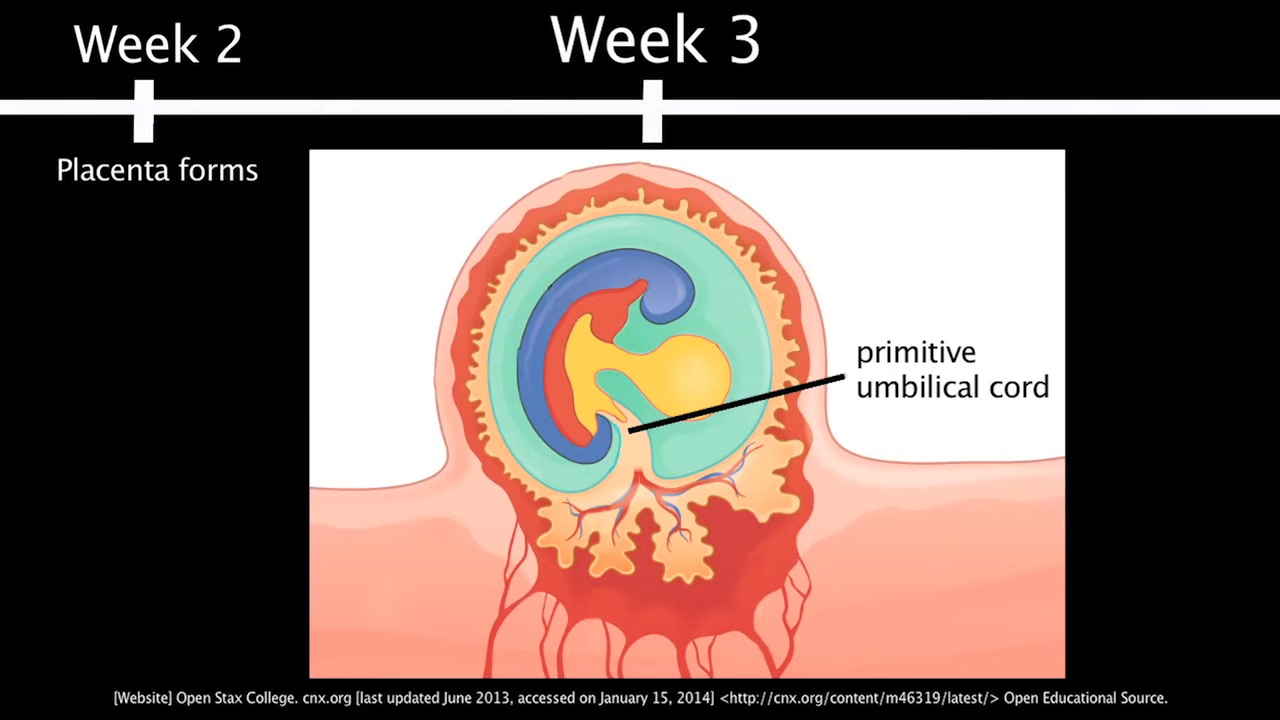 Week 2
Week 3
Placenta forms
primitive
umbilical cord
[Website] Open Stax College. cnx.org [last updated June 2013, accessed on January 15, 2014] <http://cnx.org/content/m46319/latest/> Open Educational Source.